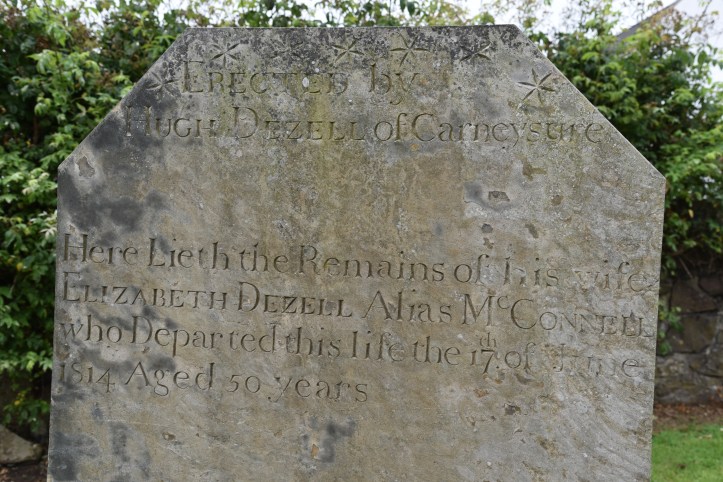 ERECTED by
HUGH DEZELL of Carneysure
Here Lieth the Remains of his wife
ELIZABETH DEZELL Alias McCONNELL
who Departed this life the 17th. of June
1814 Aged 50 years